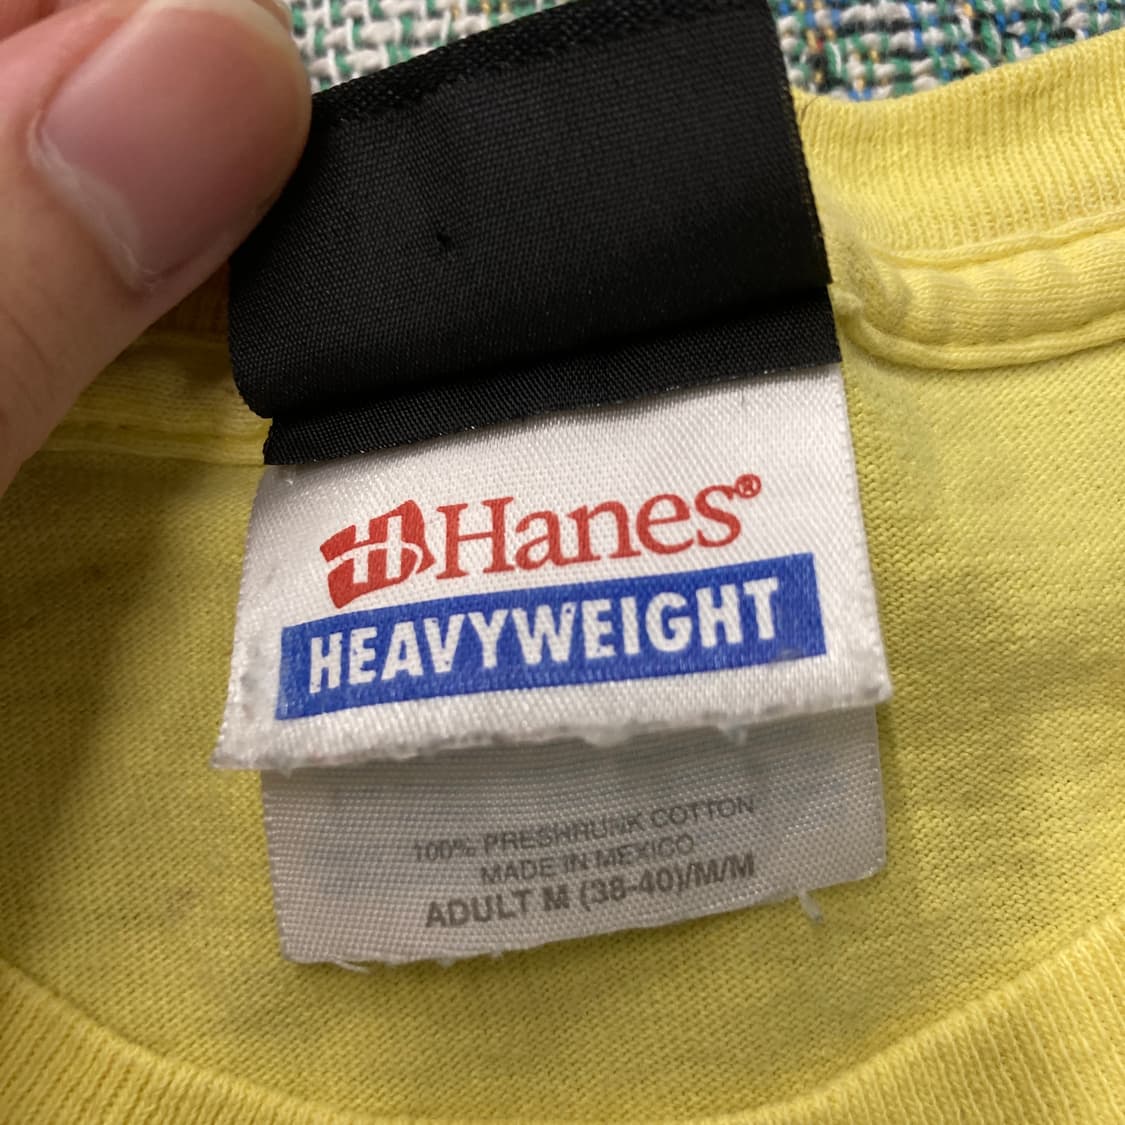 Hanes®
HEAVYWEIGHT
100% PRESHRUNK COTTON
MADE IN MEXICO
ADULT M (38-40)/M/M